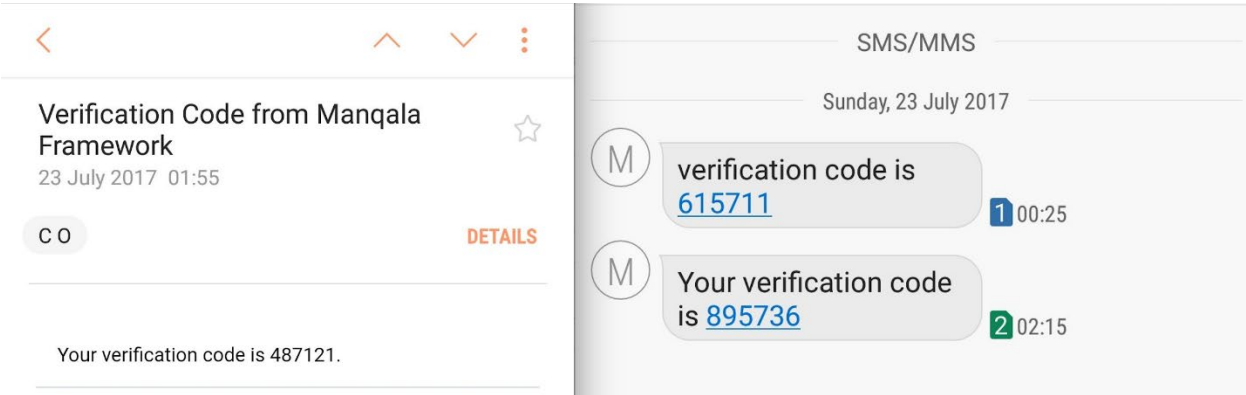 Verification Code from Manqala
Framework
23 July 2017 01:55
C O
DETAILS
Your verification code is 487121.
SMS/MMS
Sunday, 23 July 2017
M
verification code is
615711
1 00:25
M
Your verification code
is 895736
2 02:15